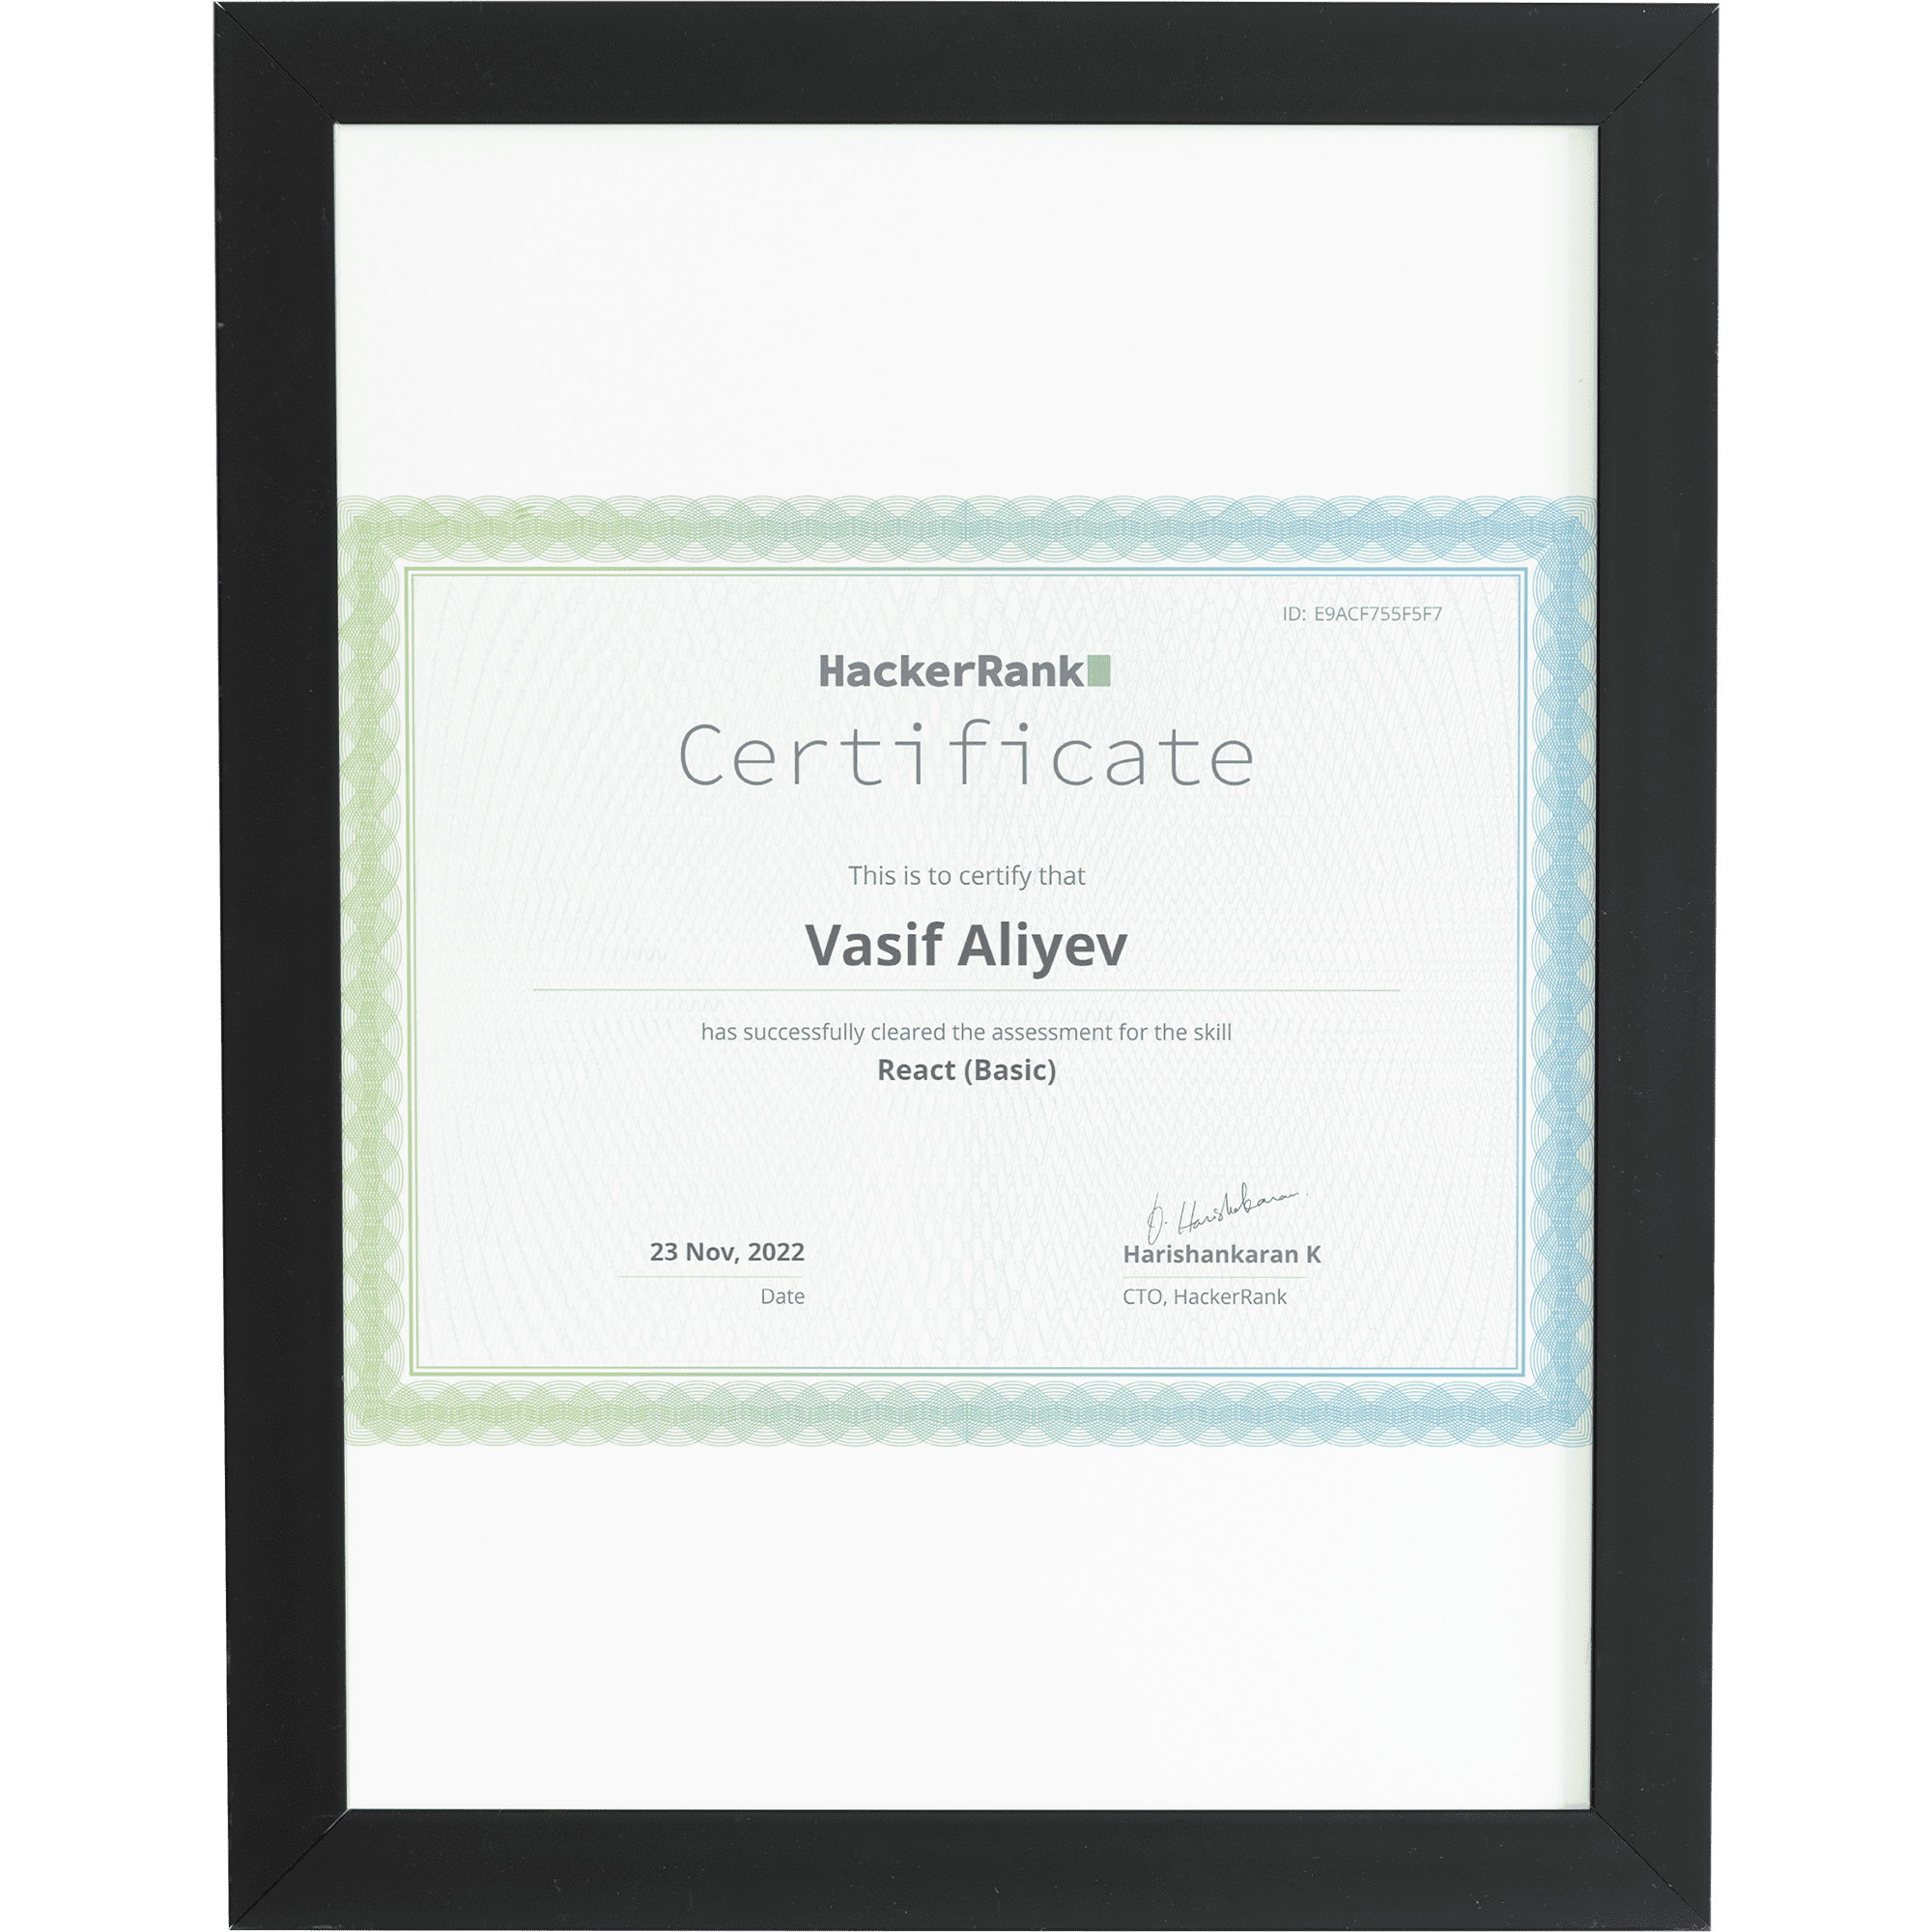 ID: E9ACF755F5F7
HackerRank
Certificate
This is to certify that
Vasif Aliyev
has successfully cleared the assessment for the skill
React (Basic)
23 Nov, 2022
Date
Harishankaran K
CTO, HackerRank